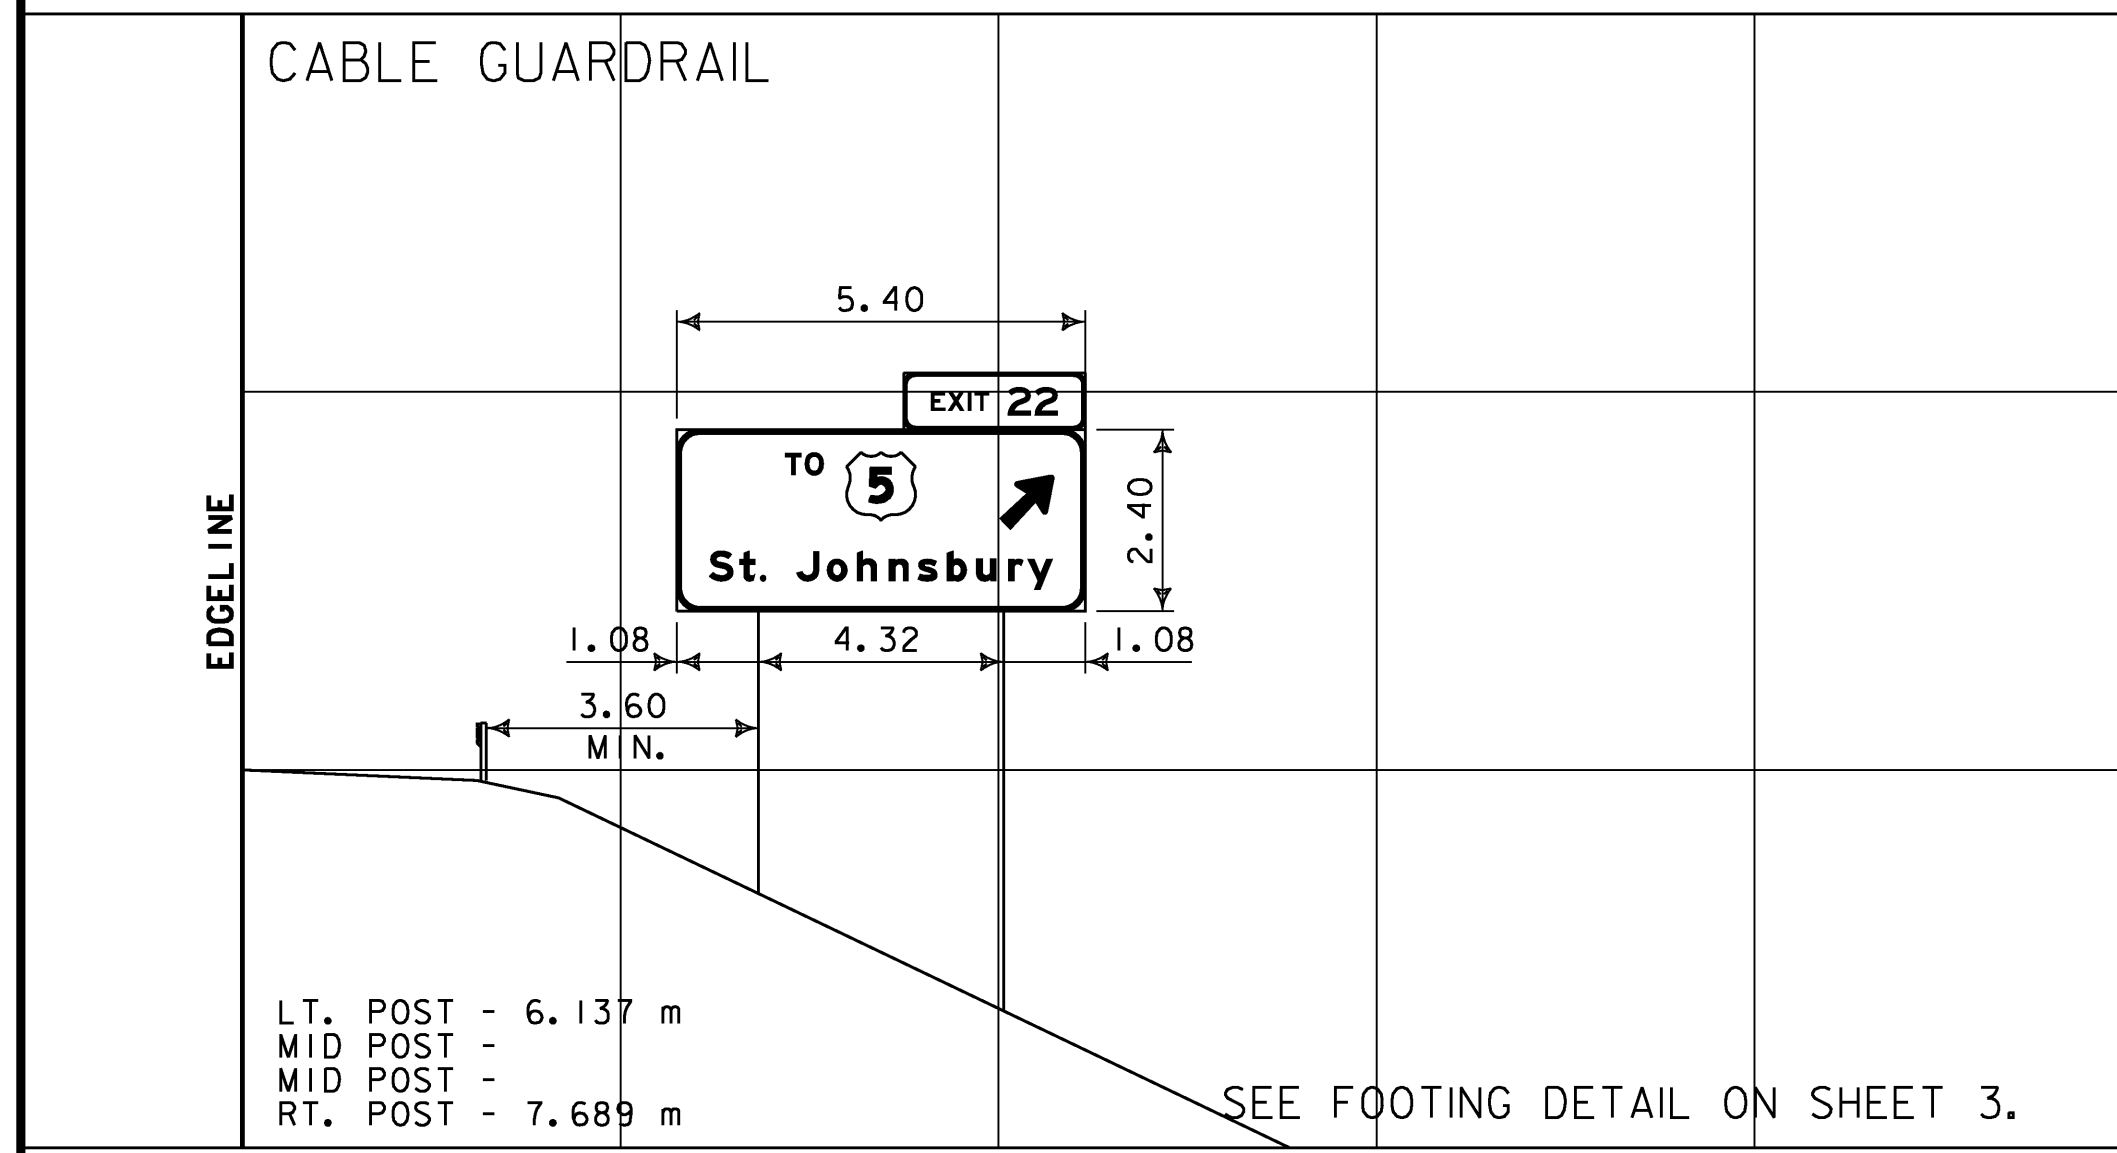 CABLE GUARDRAIL
5.40
EXIT 22
TO 5
St. Johnsbury
2.40
EDGELINE
1.08 4.32 1.08
3.60
MIN.
LT. POST - 6.137 m
MID POST -
MID POST -
RT. POST - 7.689 m
SEE FOOTING DETAIL ON SHEET 3.